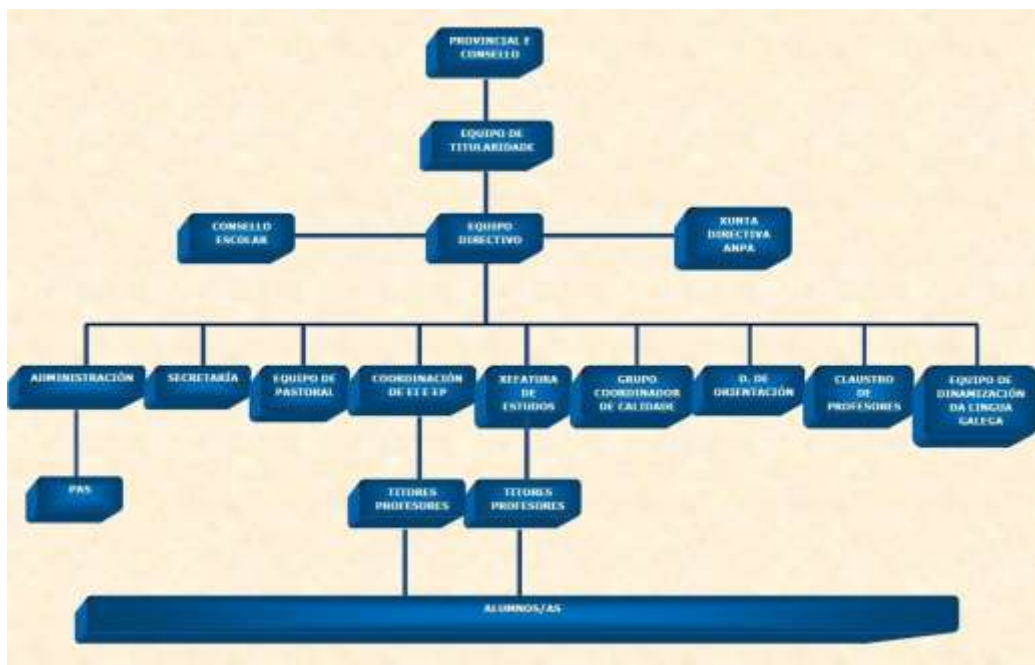 PROVINCIAL E
CONSELLO
EQUIPO DE
TITULARIDADE
CONSELLO
ESCOLAR
EQUIPO
DIRECTIVO
XUNTA
DIRECTIVA
ANPA
ADMINISTRACIÓN
SECRETARÍA
EQUIPO DE
PASTORAL
COORDINACIÓN
DE EI E EP
XEFATURA
DE
ESTUDOS
GRUPO
COORDINADOR
DE CALIDADE
D. DE
ORIENTACIÓN
CLAUSTRO
DE
PROFESORES
EQUIPO DE
DINAMIZACIÓN
DA LINGUA
GALEGA
PAS
TITORES
PROFESORES
TITORES
PROFESORES
ALUMNOS/AS